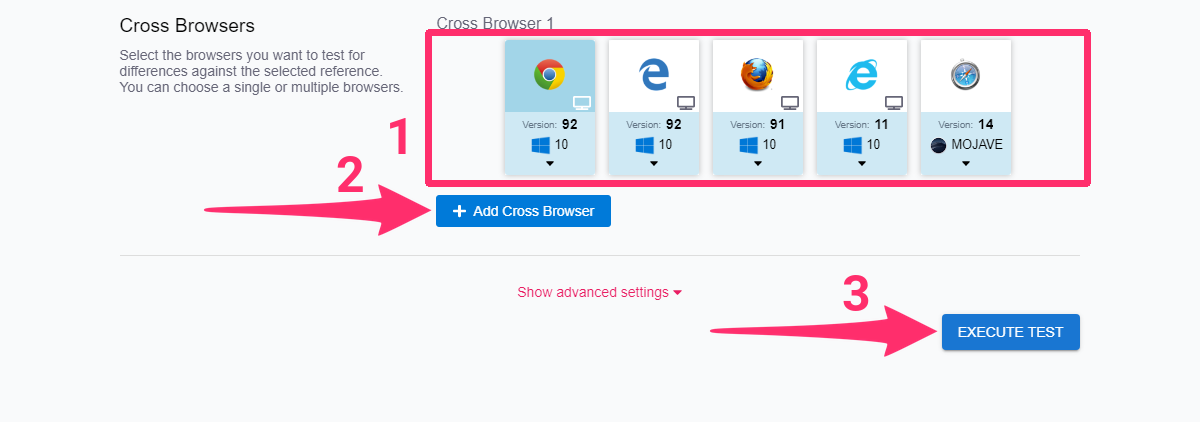 Cross Browsers
Select the browsers you want to test for
differences against the selected reference.
You can choose a single or multiple browsers.
Cross Browser 1
1
Version: 92
10
Version: 92
10
Version: 91
10
Version: 11
10
Version: 14
MOJAVE
2
+ Add Cross Browser
Show advanced settings
3
EXECUTE TEST